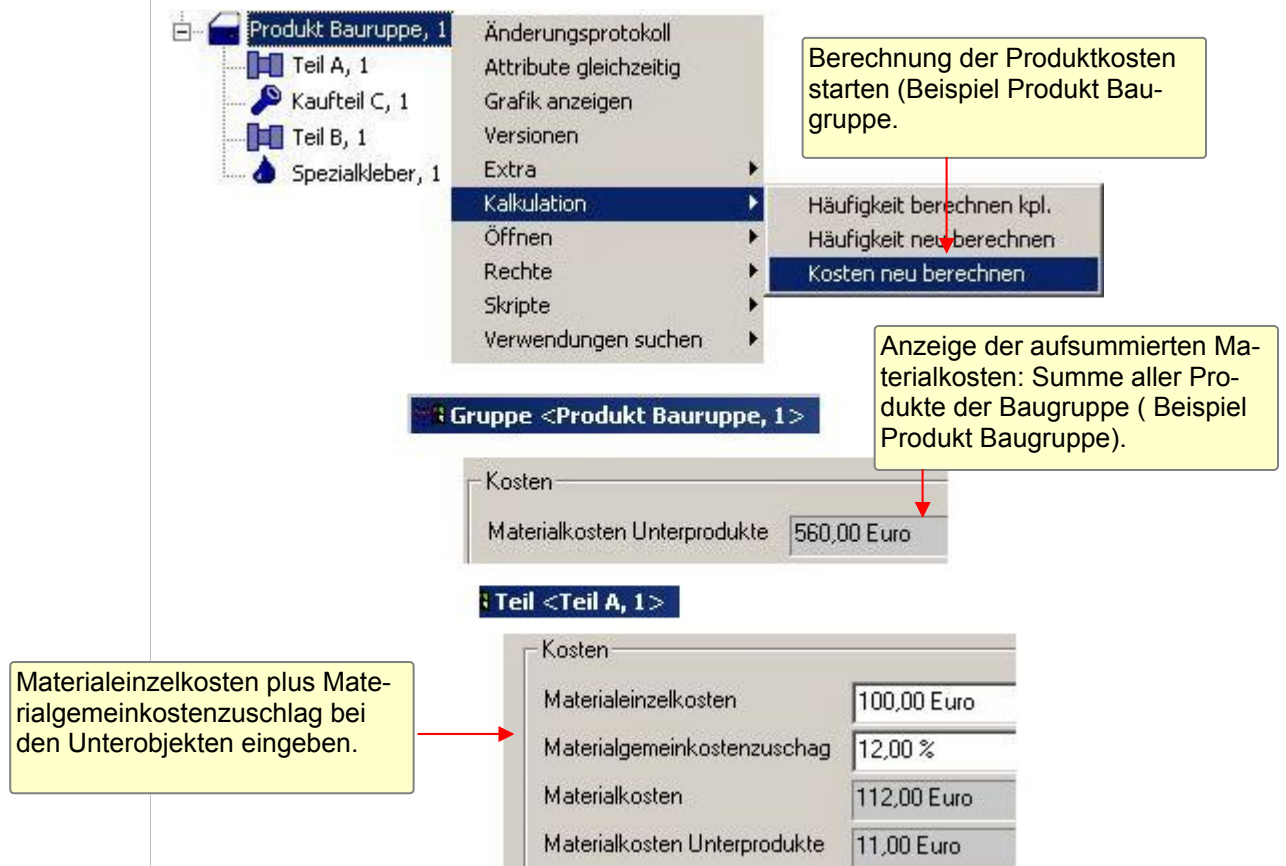 Produkt Bauruppe, 1
Teil A, 1
Kaufteil C, 1
Teil B, 1
Spezialkleber, 1
Änderungsprotokoll
Attribute gleichzeitig
Grafik anzeigen
Versionen
Extra
Kalkulation
Öffnen
Rechte
Skripte
Verwendungen suchen
Häufigkeit berechnen kpl.
Häufigkeit neu berechnen
Kosten neu berechnen
Berechnung der Produktkosten
starten (Beispiel Produkt Bau-
gruppe.
Anzeige der aufsummierten Ma-
terialkosten: Summe aller Pro-
dukte der Baugruppe ( Beispiel
Produkt Baugruppe).
Gruppe <Produkt Bauruppe, 1>
Kosten
Materialkosten Unterprodukte 560,00 Euro
Teil <Teil A, 1>
Materialeinzelkosten plus Mate-
rialgemeinkostenzuschlag bei
den Unterobjekten eingeben.
Kosten
Materialeinzelkosten 100,00 Euro
Materialgemeinkostenzuschag 12,00 %
Materialkosten 112,00 Euro
Materialkosten Unterprodukte 11,00 Euro